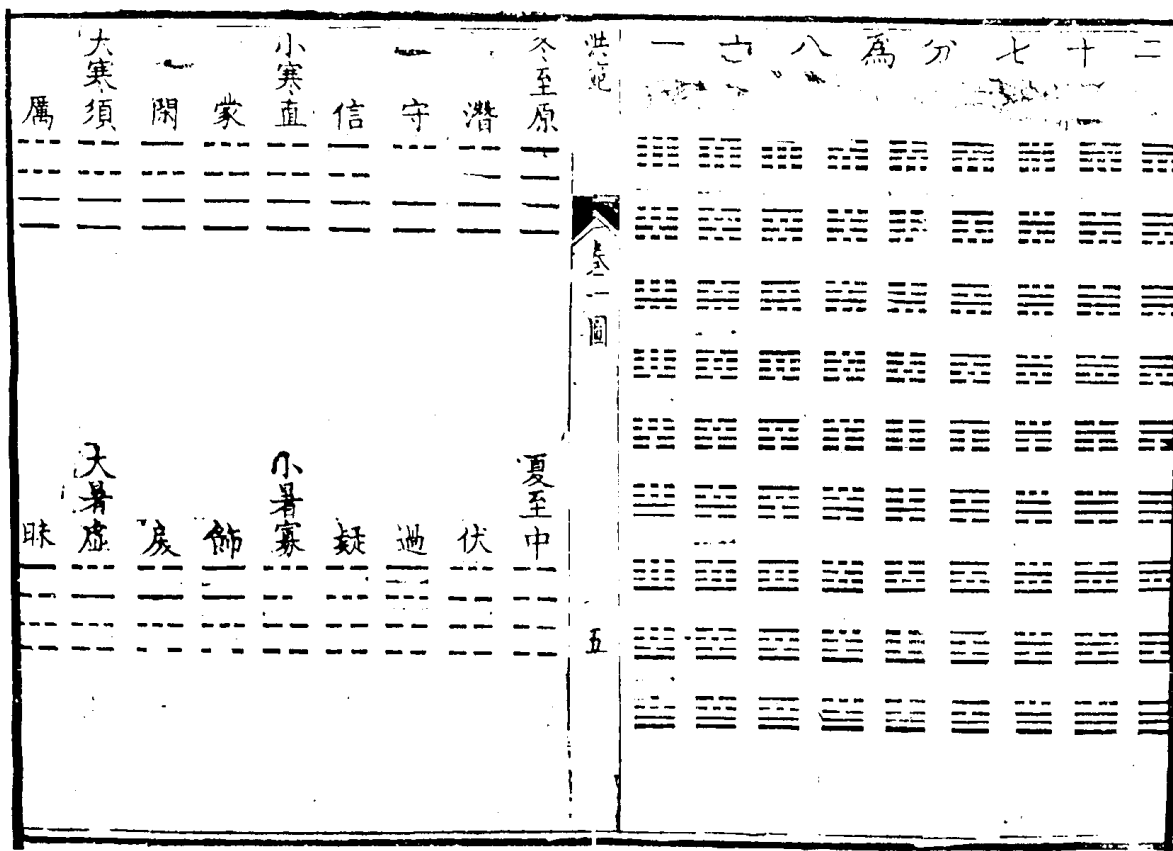 二十七分為八一
洪範
卷一圖
五
冬至原
潛
守
信
小寒直
蒙
閑
大寒須
厲
夏至中
伏
過
疑
小暑寡
飾
戾
大暑虛
昧